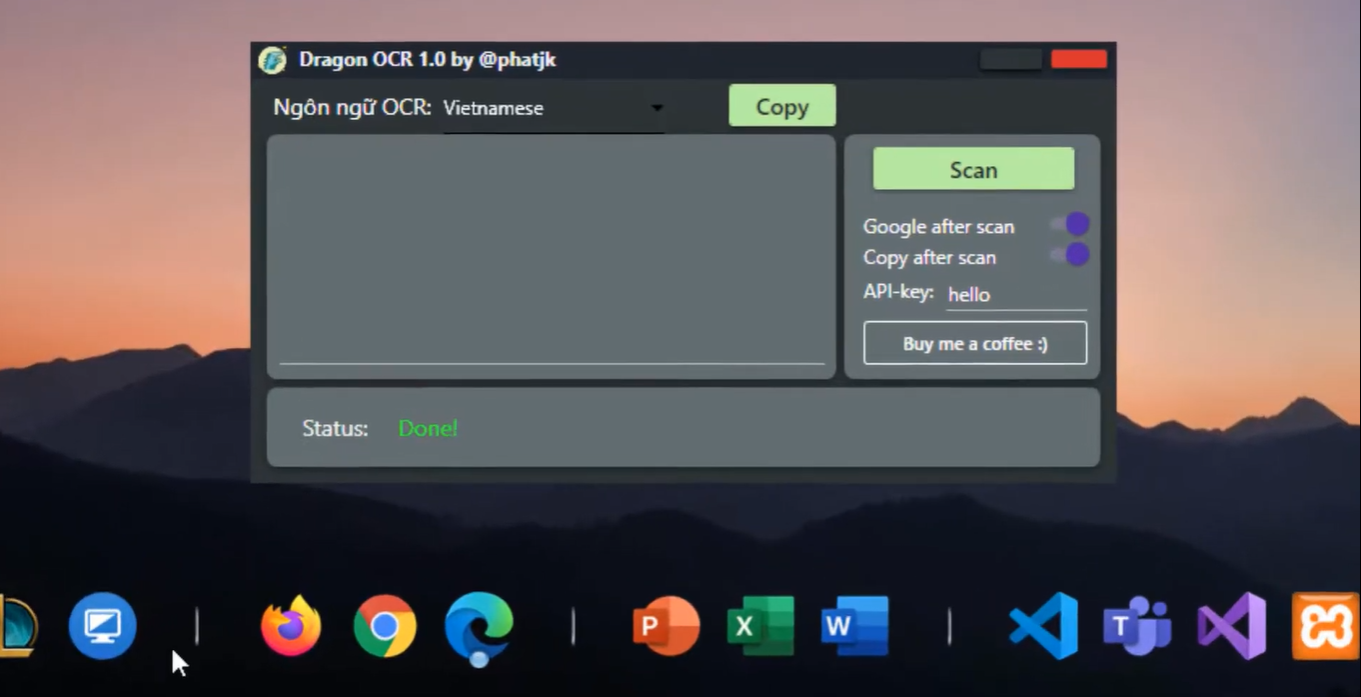 Dragon OCR 1.0 by @phatjk
Ngôn ngữ OCR: Vietnamese
Copy
Scan
Google after scan
Copy after scan
API-key: hello
Buy me a coffee :)
Status: Done!
P
X
W
T